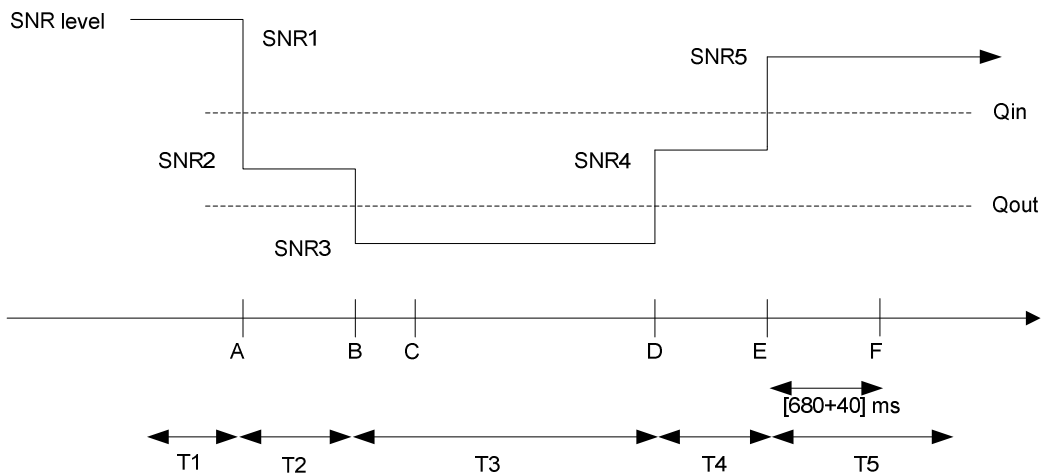 SNR level
SNR1
SNR5
Qin
SNR2
SNR4
Qout
SNR3
A B C D E F
[680+40] ms
T1 T2 T3 T4 T5